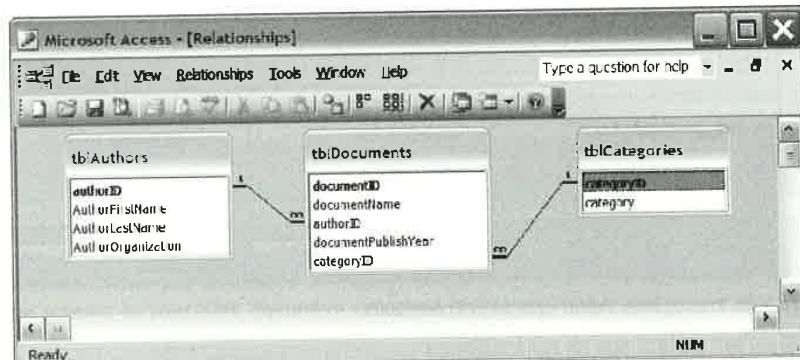 Microsoft Access - [Relationships]
File Edit View Relationships Tools Window Help
Type a question for help
tblAuthors
authorID
AuthorFirstName
AuthorLastName
AuthorOrganization
tblDocuments
documentID
documentName
authorID
documentPublishYear
categoryID
tblCategories
categoryID
category
1
∞
1
∞
Ready
NUM